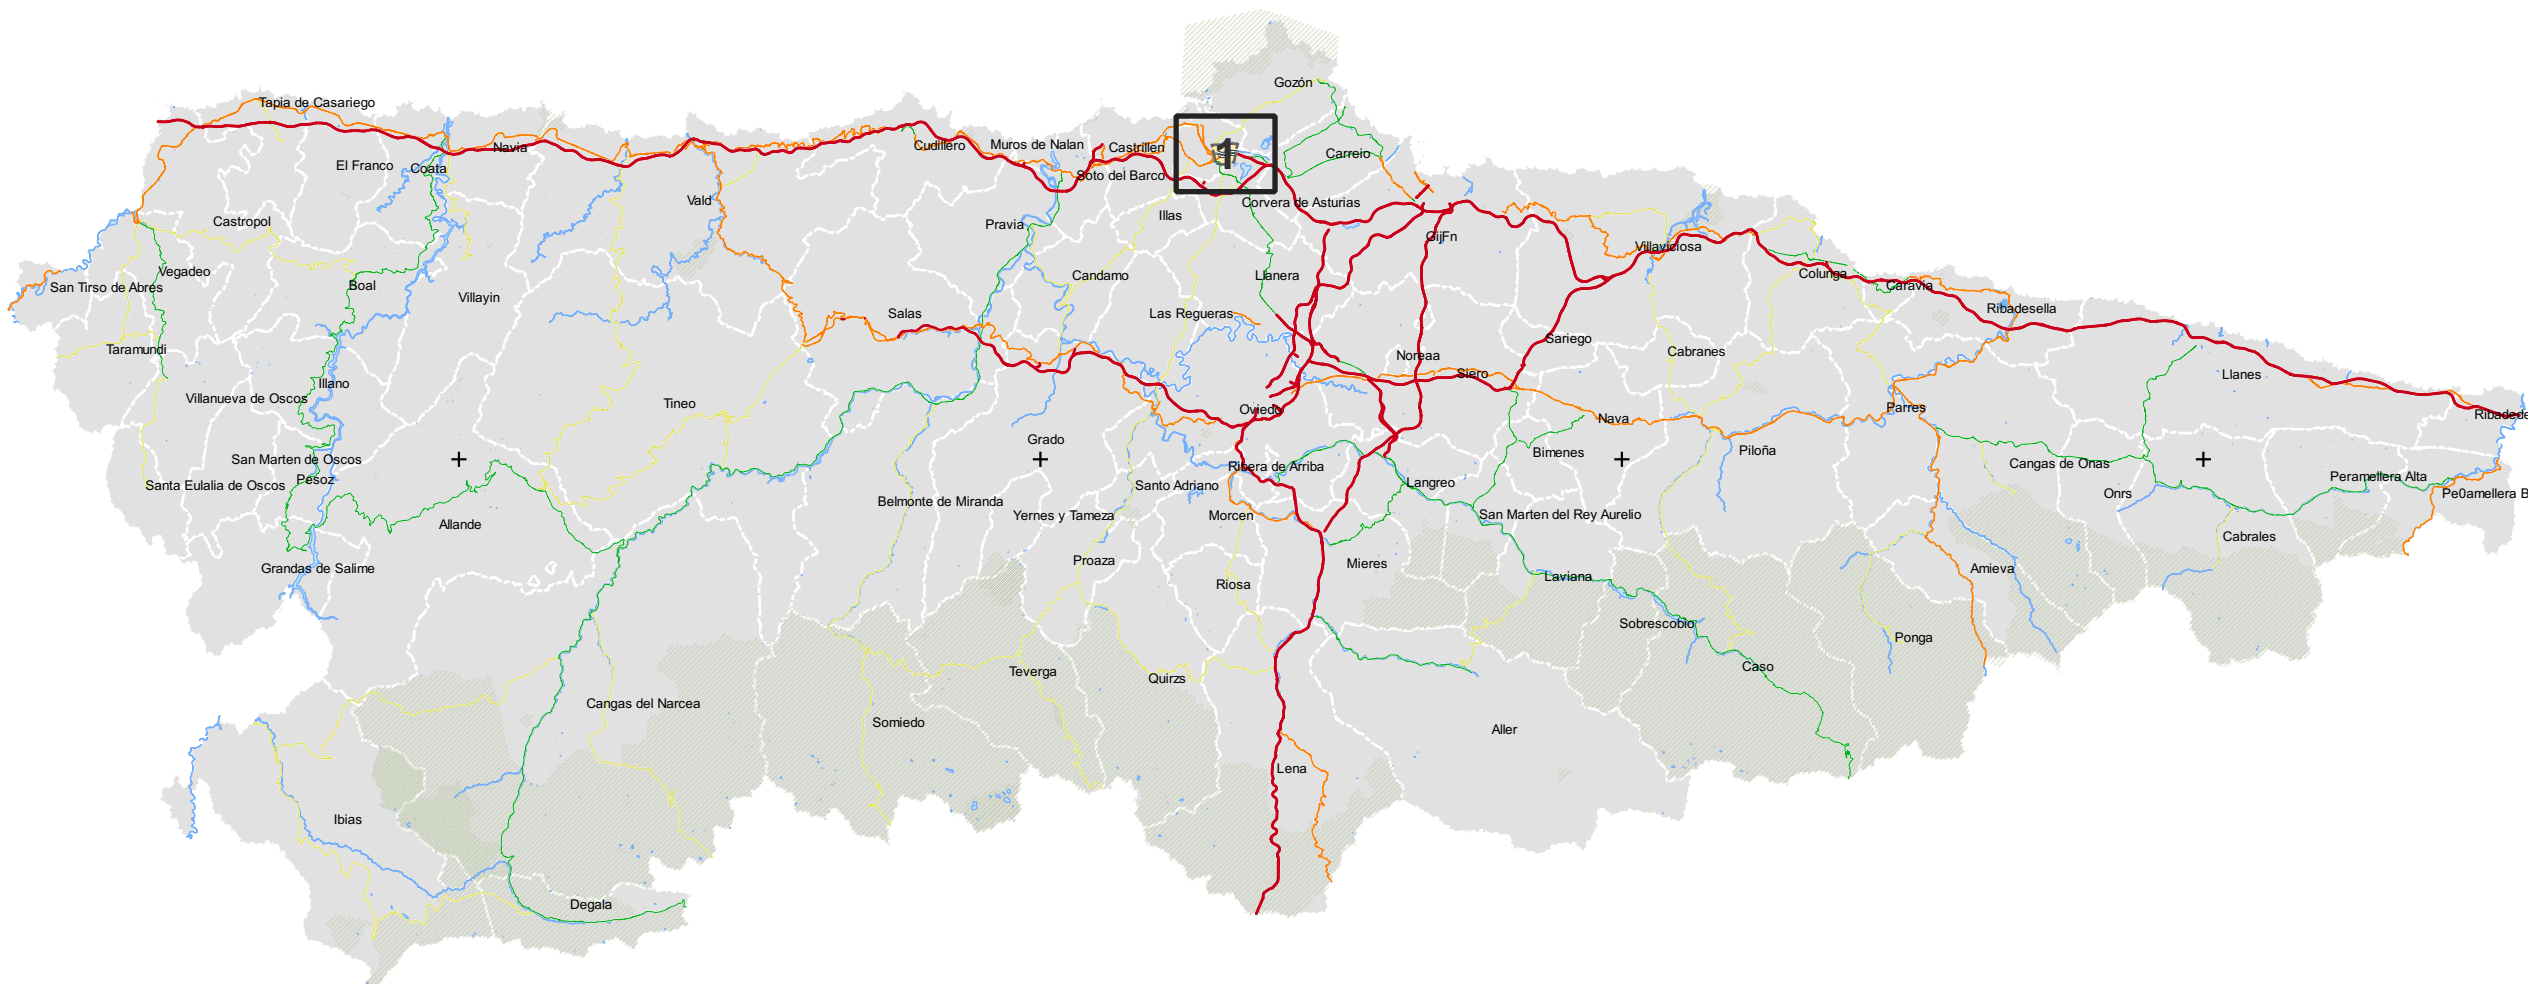 Gozón
Tapia de Casariego
Muros de Nalan
Cudillero
Navia
Castrillen
1
Carreio
El Franco
Coata
Soto del Barco
Vald
Corvera de Asturias
Illas
Castropol
Pravia
GijFn
Villaviciosa
Vegadeo
San Tirso de Abres
Boal
Villayin
Candamo
Llanera
Colunga
Caravia
Ribadesella
Salas
Las Regueras
Sariego
Taramundi
Noreaa
Cabranes
Siero
Llanes
Illano
Villanueva de Oscos
Tineo
Oviedo
Nava
Parres
Ribadede
Grado
Bimenes
Piloña
San Marten de Oscos
Pesoz
Santa Eulalia de Oscos
Ribera de Arriba
Cangas de Onas
Santo Adriano
Langreo
Peramellera Alta
Onrs
Pe0amellera B
Belmonte de Miranda
Yernes y Tameza
Morcen
San Marten del Rey Aurelio
Allande
Cabrales
Grandas de Salime
Proaza
Mieres
Riosa
Laviana
Amieva
Sobrescobio
Ponga
Teverga
Quirzs
Caso
Cangas del Narcea
Somiedo
Aller
Lena
Ibias
Degala